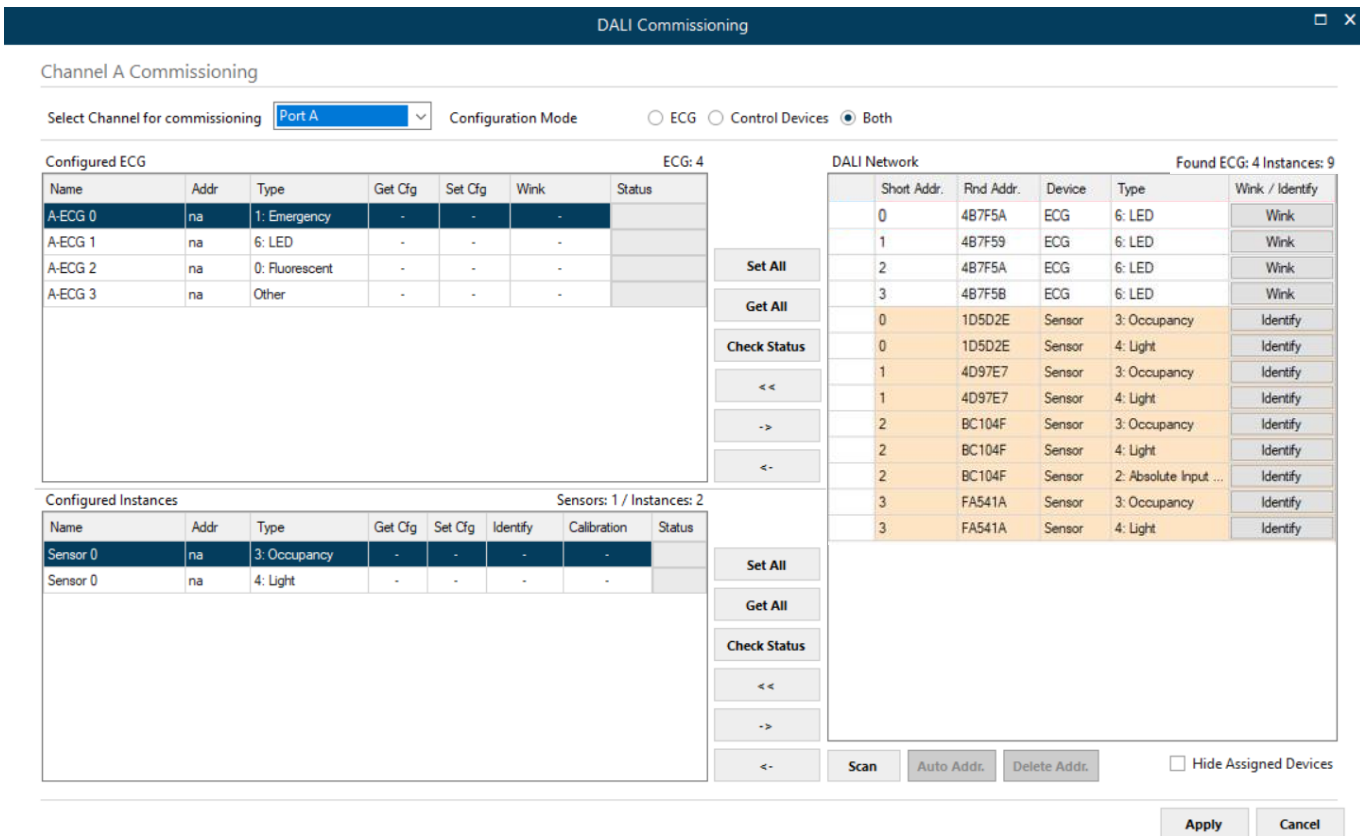 DALI Commissioning
Channel A Commissioning
Select Channel for commissioning Port A Configuration Mode ECG Control Devices Both
Configured ECG ECG: 4
Name Addr Type Get Cfg Set Cfg Wink Status
A-ECG 0 na 1: Emergency - - -
A-ECG 1 na 6: LED - - -
A-ECG 2 na 0: Fluorescent - - -
A-ECG 3 na Other - - -
Set All
Get All
Check Status
<<
->
<-
Configured Instances Sensors: 1 / Instances: 2
Name Addr Type Get Cfg Set Cfg Identify Calibration Status
Sensor 0 na 3: Occupancy - - - -
Sensor 0 na 4: Light - - - -
Set All
Get All
Check Status
<<
->
<-
DALI Network Found ECG: 4 Instances: 9
Short Addr. Rnd Addr. Device Type Wink / Identify
0 4B7F5A ECG 6: LED Wink
1 4B7F59 ECG 6: LED Wink
2 4B7F5A ECG 6: LED Wink
3 4B7F5B ECG 6: LED Wink
0 1D5D2E Sensor 3: Occupancy Identify
0 1D5D2E Sensor 4: Light Identify
1 4D97E7 Sensor 3: Occupancy Identify
1 4D97E7 Sensor 4: Light Identify
2 BC104F Sensor 3: Occupancy Identify
2 BC104F Sensor 4: Light Identify
2 BC104F Sensor 2: Absolute Input ... Identify
3 FA541A Sensor 3: Occupancy Identify
3 FA541A Sensor 4: Light Identify
Scan Auto Addr. Delete Addr. Hide Assigned Devices
Apply Cancel